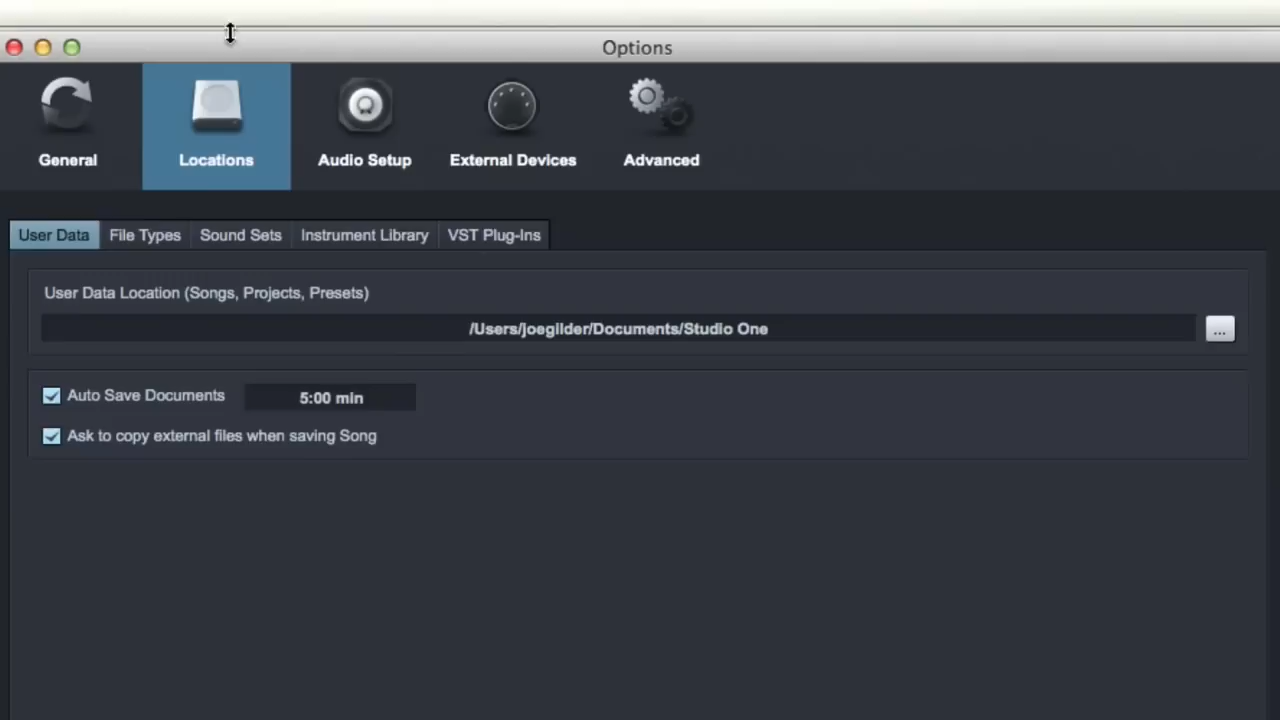 Options
General
Locations
Audio Setup
External Devices
Advanced
User Data
File Types
Sound Sets
Instrument Library
VST Plug-Ins
User Data Location (Songs, Projects, Presets)
/Users/joegilder/Documents/Studio One
...
Auto Save Documents
5:00 min
Ask to copy external files when saving Song